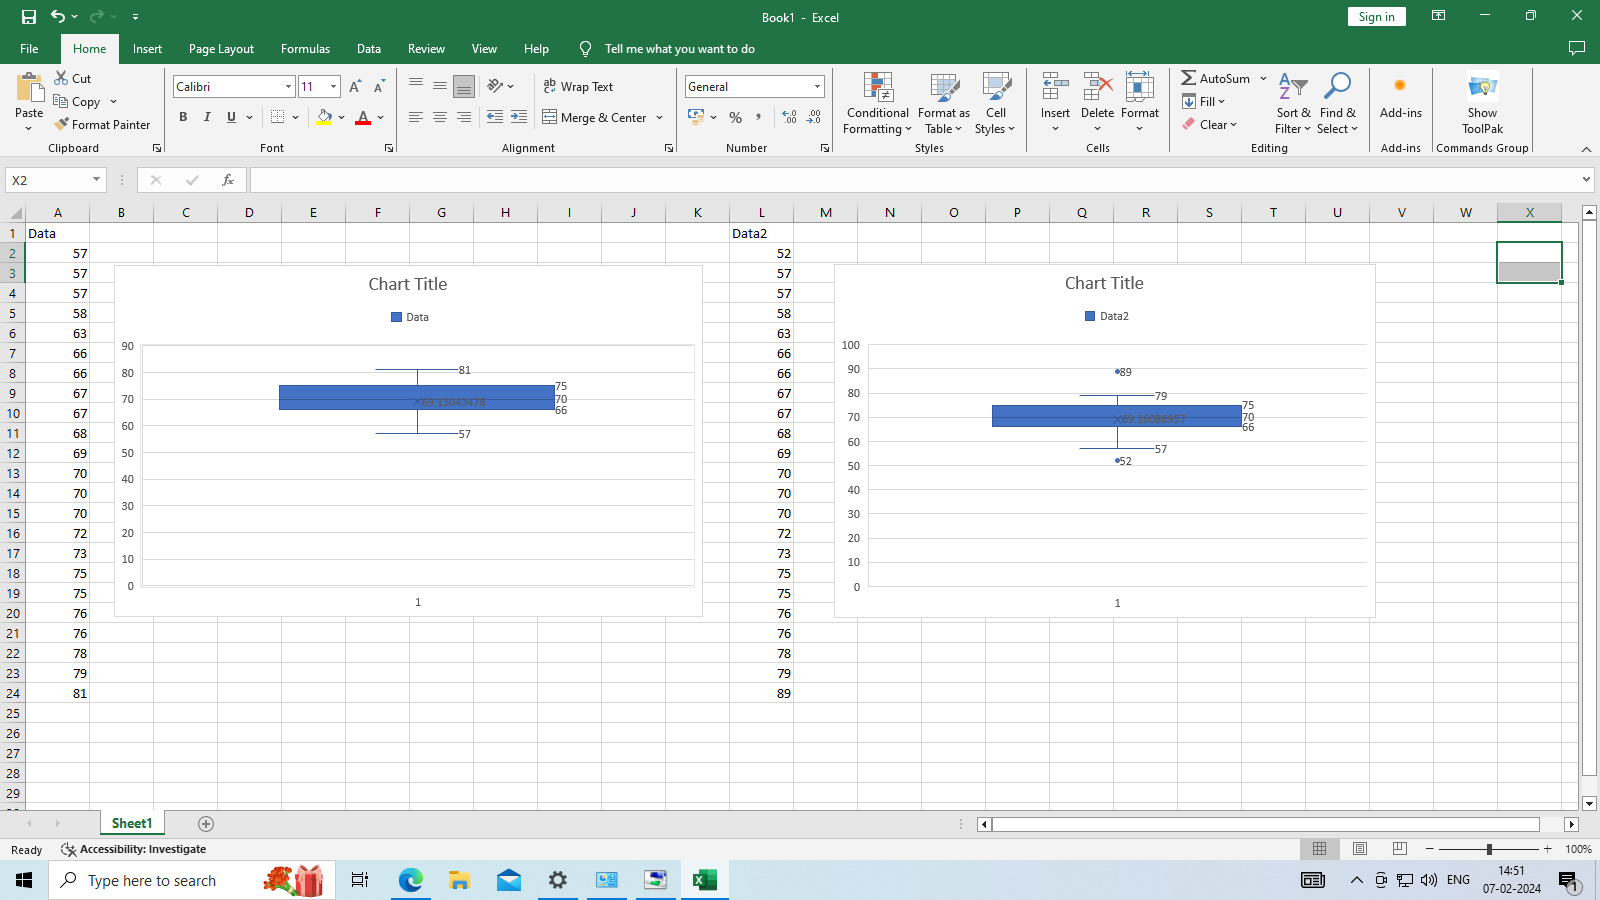 Book1 - Excel
Sign in
File Home Insert Page Layout Formulas Data Review View Help Tell me what you want to do
Paste
Cut
Copy
Format Painter
Clipboard
Calibri 11
B I U
Font
Wrap Text
Merge & Center
Alignment
General
Number
Conditional Formatting
Format as Table
Cell Styles
Styles
Insert Delete Format
Cells
AutoSum
Fill
Clear
Sort & Filter
Find & Select
Editing
Add-ins
Add-ins
Show ToolPak
Commands Group
X2
fx
A B C D E F G H I J K L M N O P Q R S T U V W X
1 Data Data2
2 57 52
3 57 57
4 57 57
5 58 58
6 63 63
7 66 66
8 66 66
9 67 67
10 67 67
11 68 68
12 69 69
13 70 70
14 70 70
15 70 70
16 72 72
17 73 73
18 75 75
19 75 75
20 76 76
21 76 76
22 78 78
23 79 79
24 81 89
25
26
27
28
29
Chart Title
Data
90
80
70
60
50
40
30
20
10
0
81
75
70
66
69.13043478
57
1
Chart Title
Data2
100
90
80
70
60
50
40
30
20
10
0
89
79
75
70
66
69.26086957
57
52
1
Sheet1
Ready Accessibility: Investigate
100%
Type here to search
ENG
14:51
07-02-2024
1